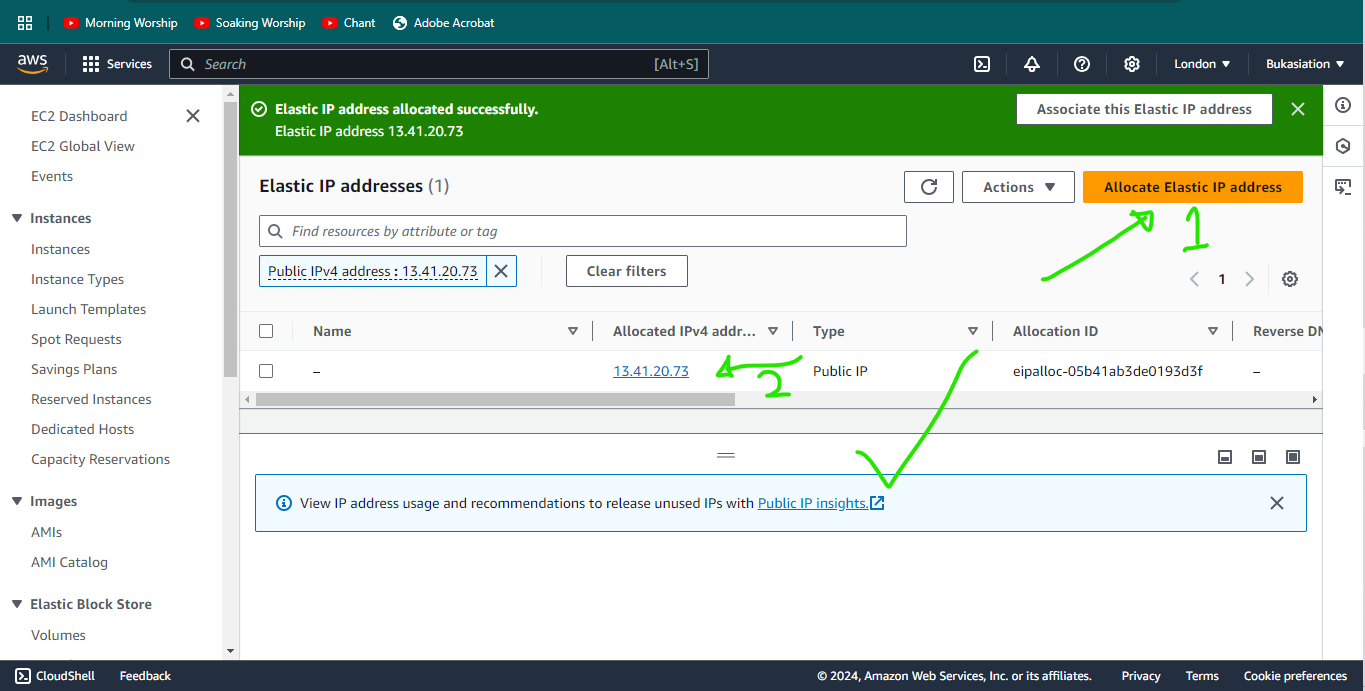 Morning Worship
Soaking Worship
Chant
Adobe Acrobat
aws
Services
Search
[Alt+S]
London
Bukasiation
EC2 Dashboard
EC2 Global View
Events
Instances
Instances
Instance Types
Launch Templates
Spot Requests
Savings Plans
Reserved Instances
Dedicated Hosts
Capacity Reservations
Images
AMIs
AMI Catalog
Elastic Block Store
Volumes
Elastic IP address allocated successfully.
Elastic IP address 13.41.20.73
Associate this Elastic IP address
Elastic IP addresses (1)
Actions
Allocate Elastic IP address
1
Find resources by attribute or tag
Public IPv4 address : 13.41.20.73
Clear filters
1
Name
Allocated IPv4 addr...
Type
Allocation ID
Reverse DN
–
13.41.20.73
2
Public IP
eipalloc-05b41ab3de0193d3f
–
View IP address usage and recommendations to release unused IPs with Public IP insights.
CloudShell
Feedback
© 2024, Amazon Web Services, Inc. or its affiliates.
Privacy
Terms
Cookie preferences